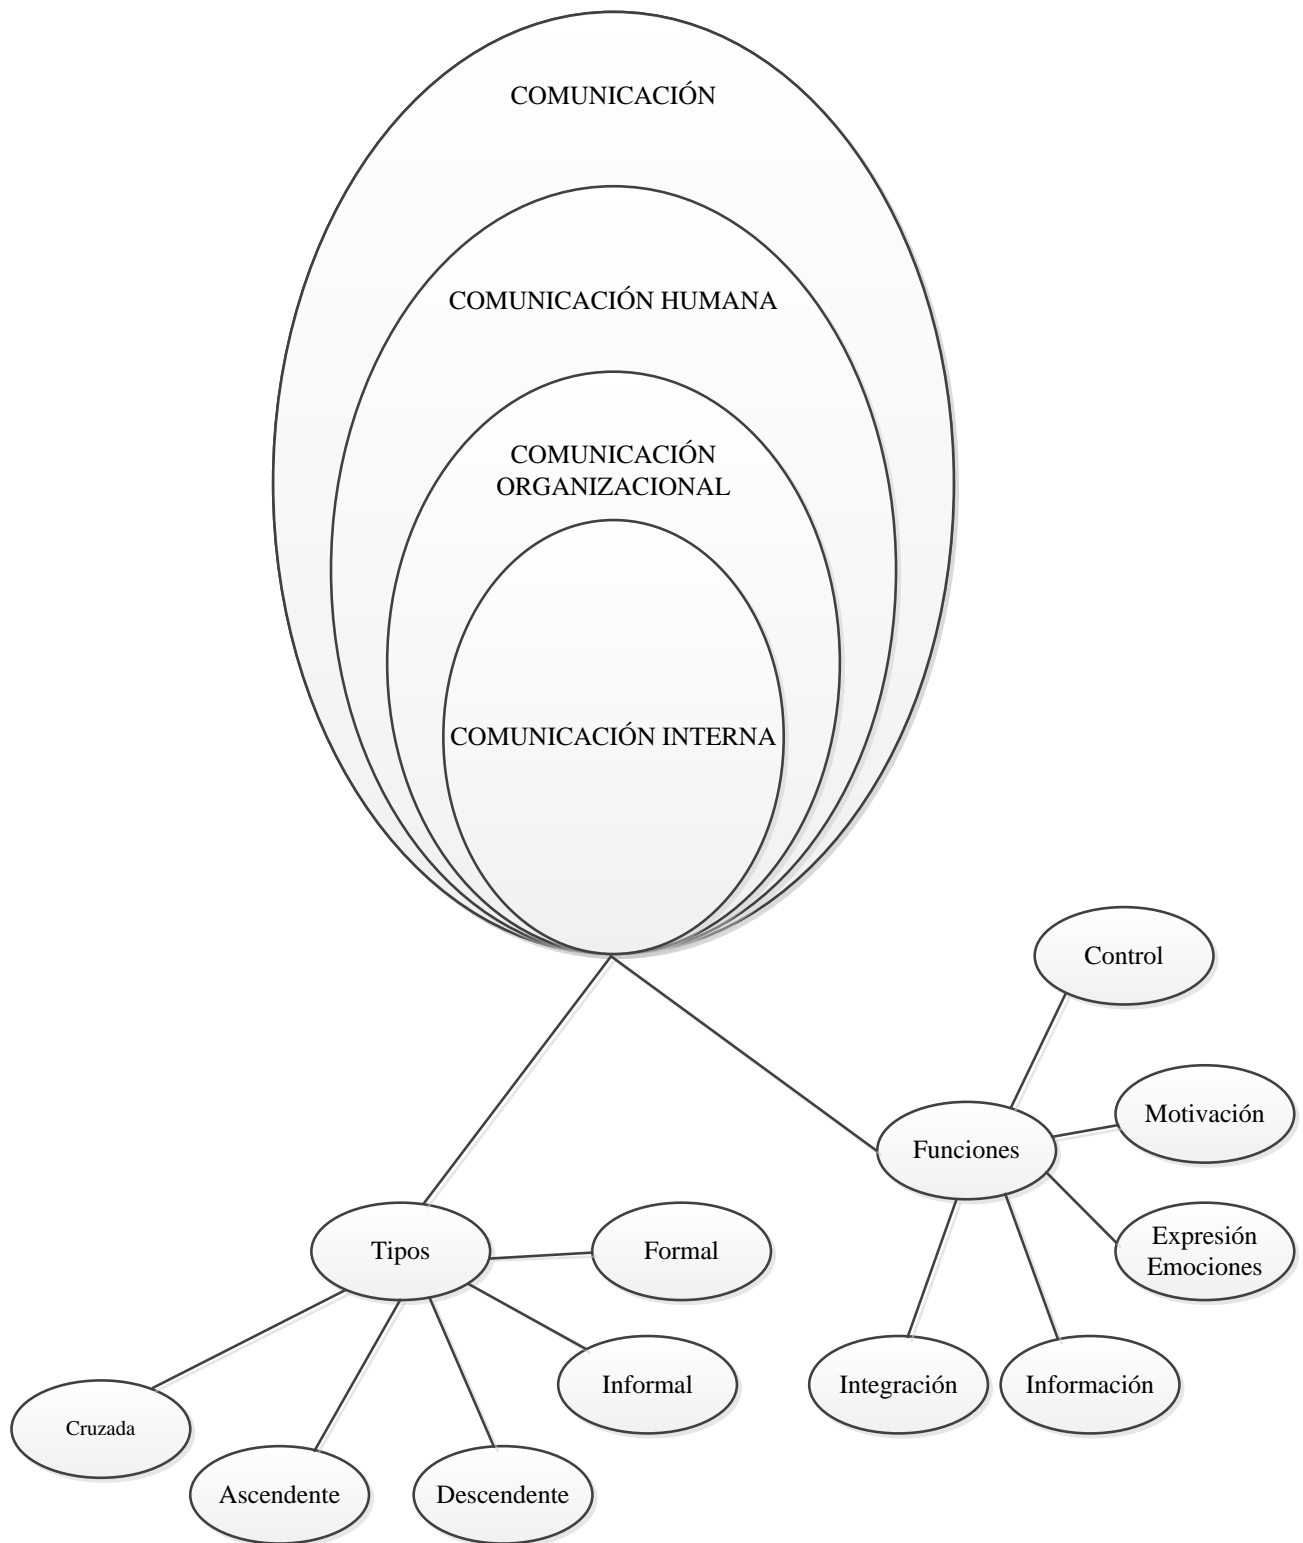 COMUNICACIÓN
COMUNICACIÓN HUMANA
COMUNICACIÓN
ORGANIZACIONAL
COMUNICACIÓN INTERNA
Control
Motivación
Funciones
Expresión
Emociones
Tipos
Formal
Informal
Integración
Información
Cruzada
Ascendente
Descendente